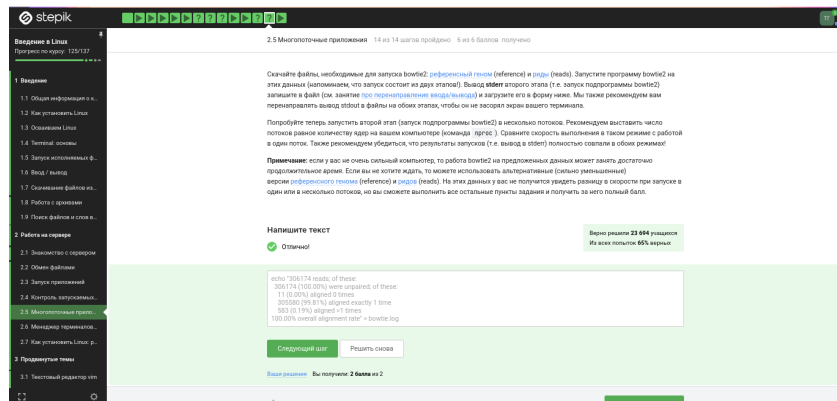 stepik
Введение в Linux
Прогресс по курсу: 125/137
1 Введение
1.1 Общая информация о к...
1.2 Как установить Linux
1.3 Осваиваем Linux
1.4 Terminal: основы
1.5 Запуск исполняемых ф...
1.6 Ввод / вывод
1.7 Скачивание файлов из...
1.8 Работа с архивами
1.9 Поиск файлов и слов в...
2 Работа на сервере
2.1 Знакомство с сервером
2.2 Обмен файлами
2.3 Запуск приложений
2.4 Контроль запускаемых...
2.5 Многопоточные прило...
2.6 Менеджер терминалов...
2.7 Как установить Linux: р...
3 Продвинутые темы
3.1 Текстовый редактор vim
2.5 Многопоточные приложения 14 из 14 шагов пройдено 6 из 6 баллов получено
Скачайте файлы, необходимые для запуска bowtie2: референсный геном (reference) и риды (reads). Запустите программу bowtie2 на
этих данных (напоминаем, что запуск состоит из двух этапов!). Вывод stderr второго этапа (т.е. запуск подпрограммы bowtie2)
запишите в файл (см. занятие про перенаправление ввода/вывода) и загрузите его в форму ниже. Мы также рекомендуем вам
перенаправлять вывод stdout в файлы на обоих этапах, чтобы он не засорял экран вашего терминала.
Попробуйте теперь запустить второй этап (запуск подпрограммы bowtie2) в несколько потоков. Рекомендуем выставить число
потоков равное количеству ядер на вашем компьютере (команда nproc ). Сравните скорость выполнения в таком режиме с работой
в один поток. Также рекомендуем убедиться, что результаты запусков (т.е. вывод в stderr) полностью совпали в обоих режимах!
Примечание: если у вас не очень сильный компьютер, то работа bowtie2 на предложенных данных может занять достаточно
продолжительное время. Если вы не хотите ждать, то можете использовать альтернативные (сильно уменьшенные)
версии референсного генома (reference) и ридов (reads). На этих данных у вас не получится увидеть разницу в скорости при запуске в
один или в несколько потоков, но вы сможете выполнить все остальные пункты задания и получить за него полный балл.
Напишите текст
Отлично!
Верно решили 23 694 учащихся
Из всех попыток 65% верных
echo "306174 reads; of these:
306174 (100.00%) were unpaired; of these:
11 (0.00%) aligned 0 times
305580 (99.81%) aligned exactly 1 time
583 (0.19%) aligned >1 times
100.00% overall alignment rate" > bowtie.log
Следующий шаг Решить снова
Ваши решения Вы получили: 2 балла из 2